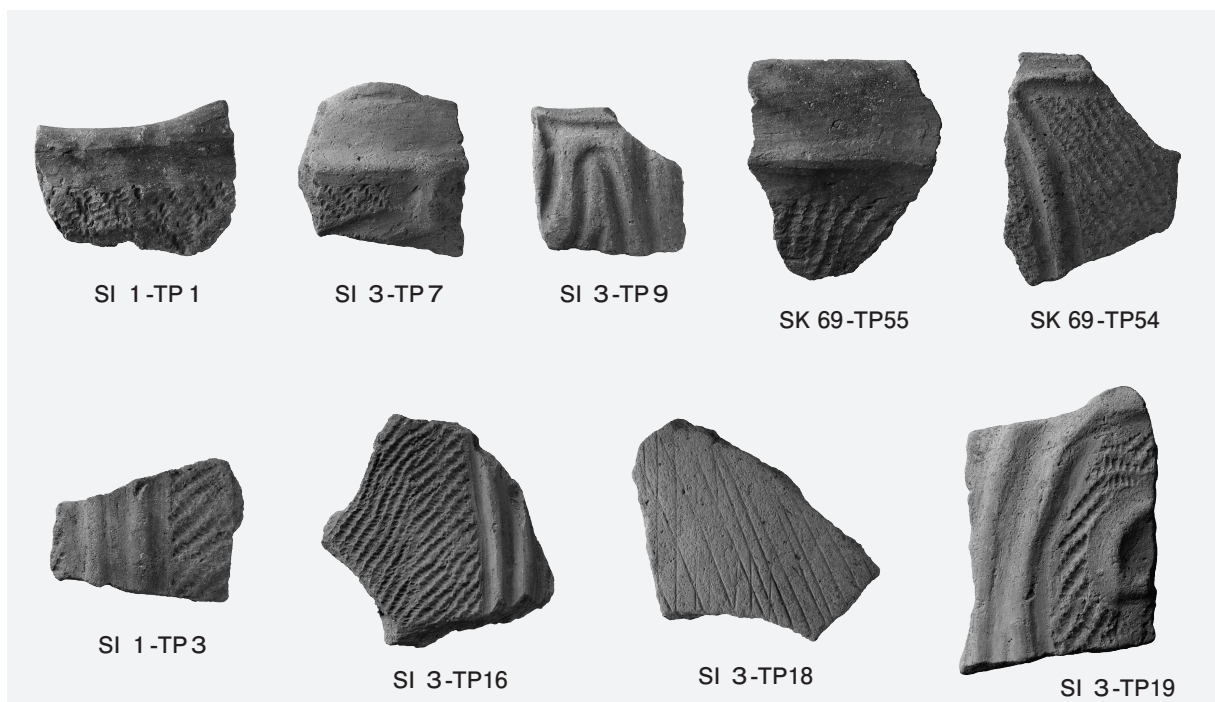 SI 1-TP1
SI 3-TP7
SI 3-TP9
SK 69-TP55
SK 69-TP54
SI 1-TP3
SI 3-TP16
SI 3-TP18
SI 3-TP19